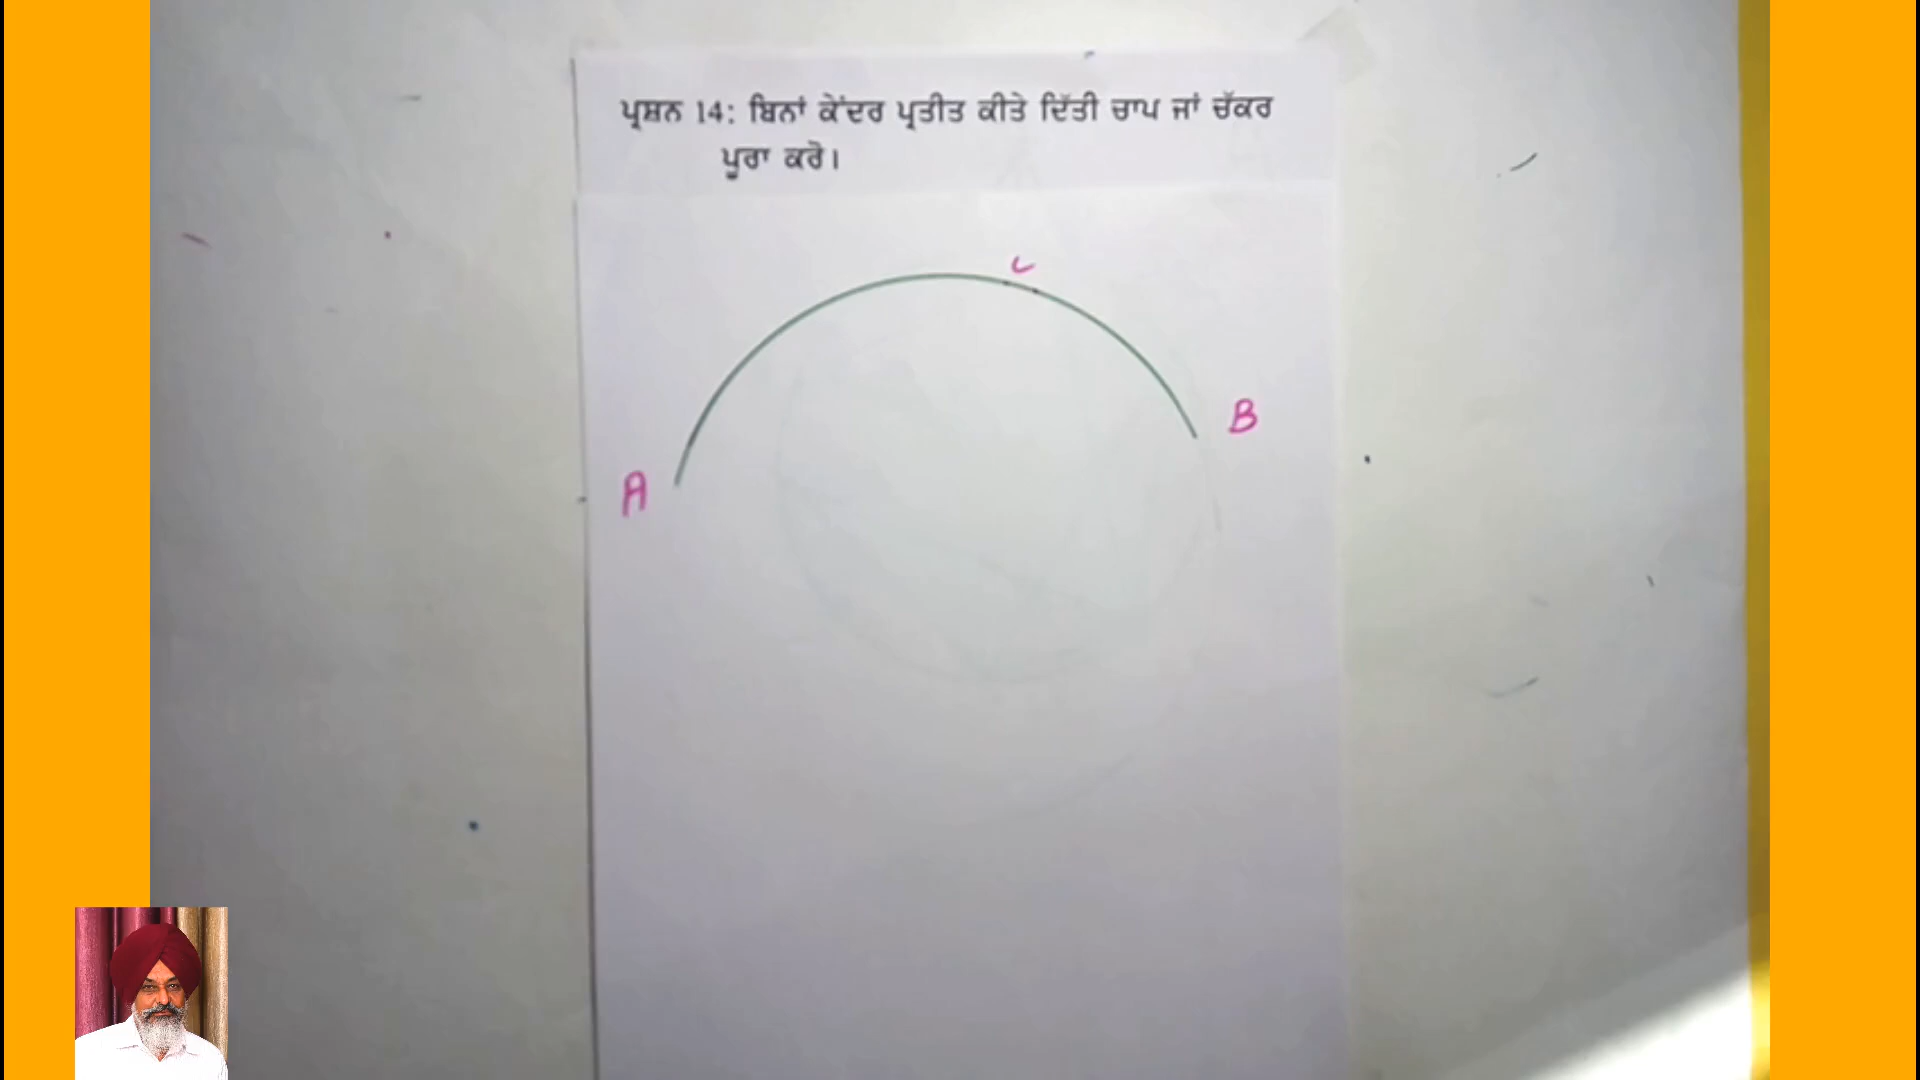 ਪ੍ਰਸ਼ਨ 14: ਬਿਨਾਂ ਕੇਂਦਰ ਪ੍ਰਤੀਤ ਕੀਤੇ ਦਿੱਤੀ ਚਾਪ ਜਾਂ ਚੱਕਰ
ਪੂਰਾ ਕਰੋ।
C
B
A